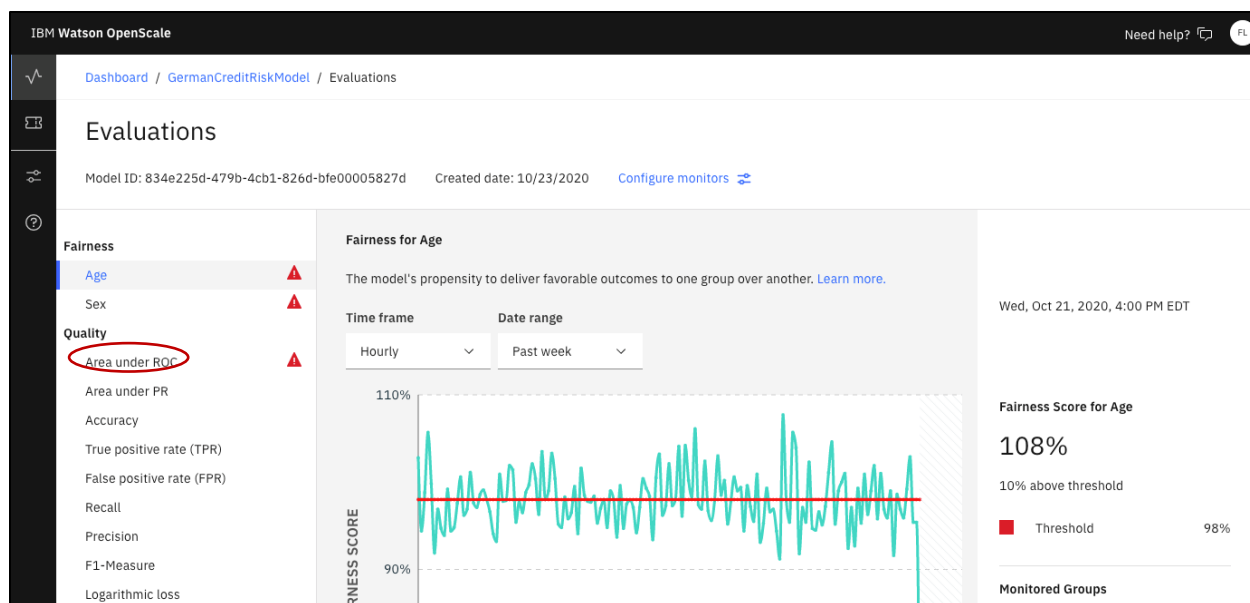 IBM Watson OpenScale
Need help?
FL
Dashboard / GermanCreditRiskModel / Evaluations
Evaluations
Model ID: 834e225d-479b-4cb1-826d-bfe00005827d
Created date: 10/23/2020
Configure monitors
Fairness
Age
Sex
Quality
Area under ROC
Area under PR
Accuracy
True positive rate (TPR)
False positive rate (FPR)
Recall
Precision
F1-Measure
Logarithmic loss
Fairness for Age
The model's propensity to deliver favorable outcomes to one group over another. Learn more.
Time frame
Date range
Hourly
Past week
110%
90%
RNESS SCORE
Wed, Oct 21, 2020, 4:00 PM EDT
Fairness Score for Age
108%
10% above threshold
Threshold 98%
Monitored Groups